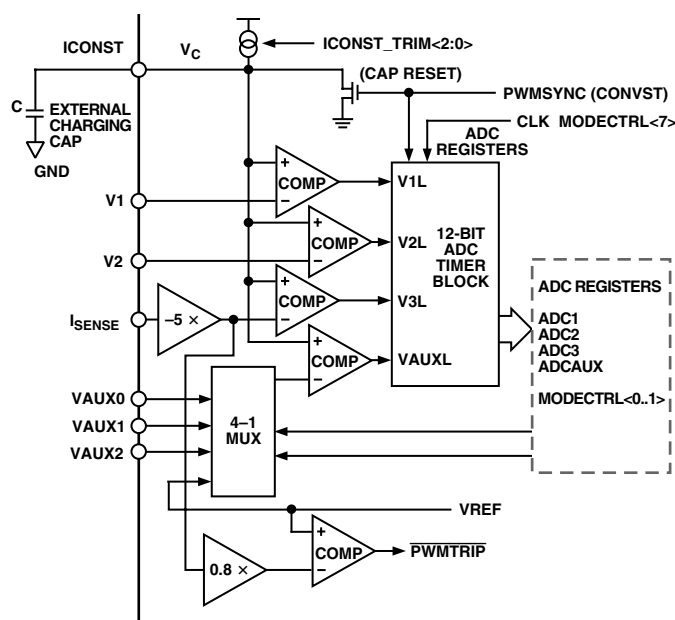 ICONST
VC
ICONST_TRIM<2:0>
(CAP RESET)
PWMSYNC (CONVST)
C
EXTERNAL
CHARGING
CAP
GND
CLK MODECTRL<7>
ADC
REGISTERS
+
COMP
–
V1L
V1
+
COMP
–
V2L
12-BIT
ADC
TIMER
BLOCK
V2
+
COMP
–
V3L
ADC REGISTERS
ISENSE
–5 ×
ADC1
ADC2
ADC3
ADCAUX
+
COMP
–
VAUXL
MODECTRL<0..1>
VAUX0
VAUX1
VAUX2
4–1
MUX
VREF
+
COMP
–
PWMTRIP
0.8 ×